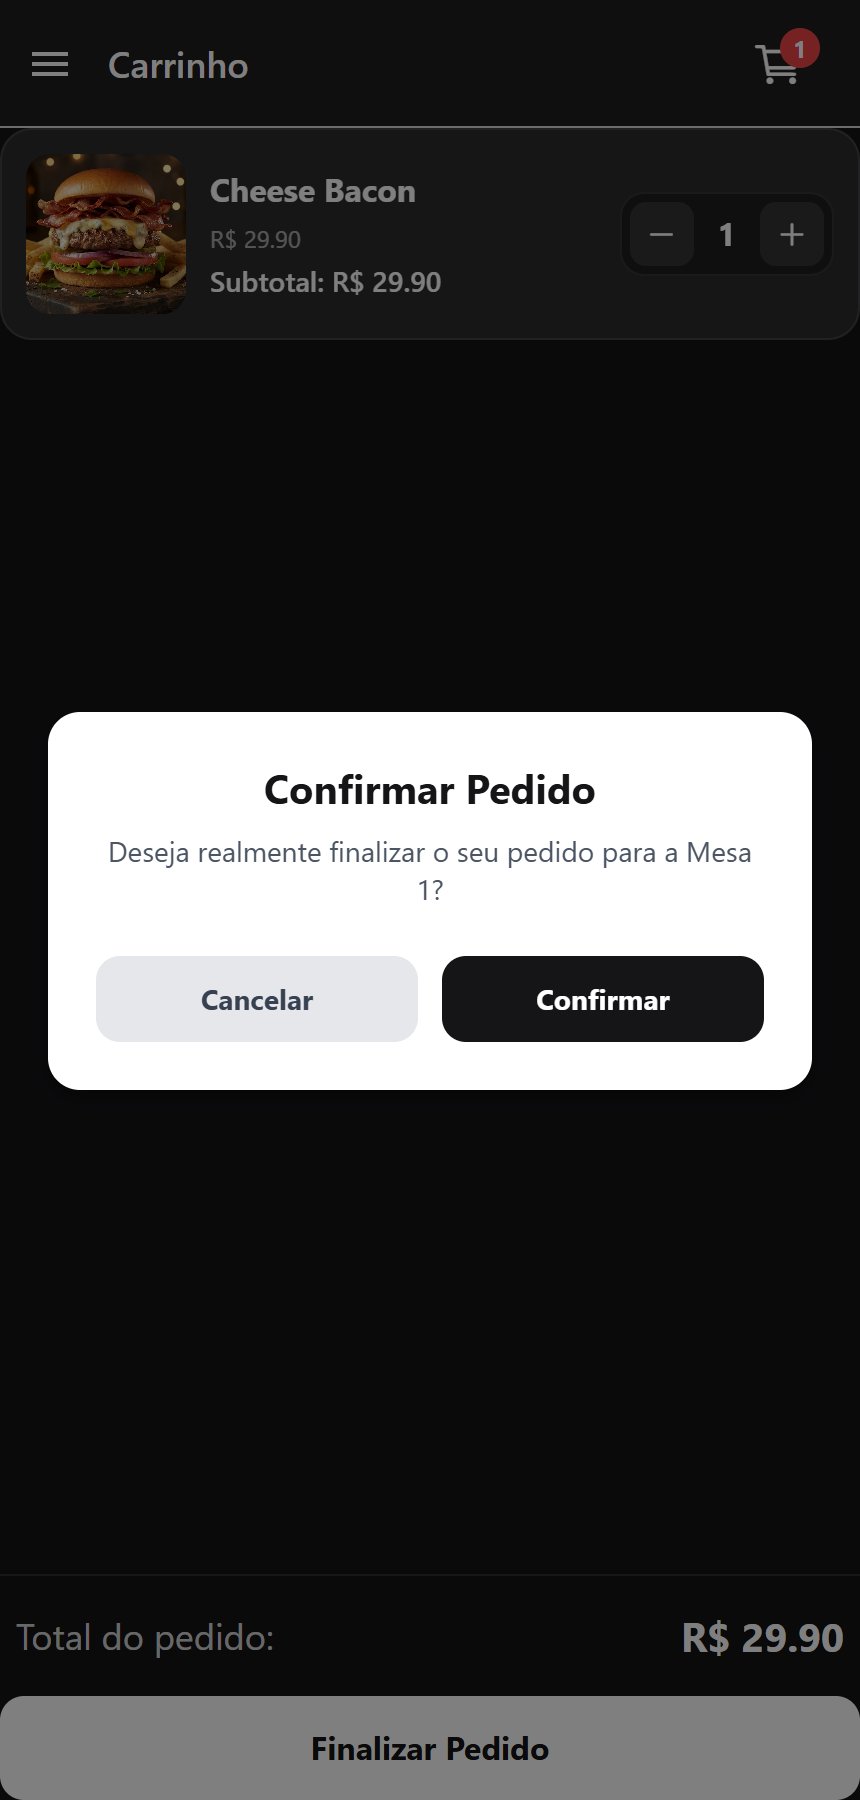 Carrinho
1
Cheese Bacon
R$ 29.90
Subtotal: R$ 29.90
1
Confirmar Pedido
Deseja realmente finalizar o seu pedido para a Mesa
1?
Cancelar
Confirmar
Total do pedido:
R$ 29.90
Finalizar Pedido